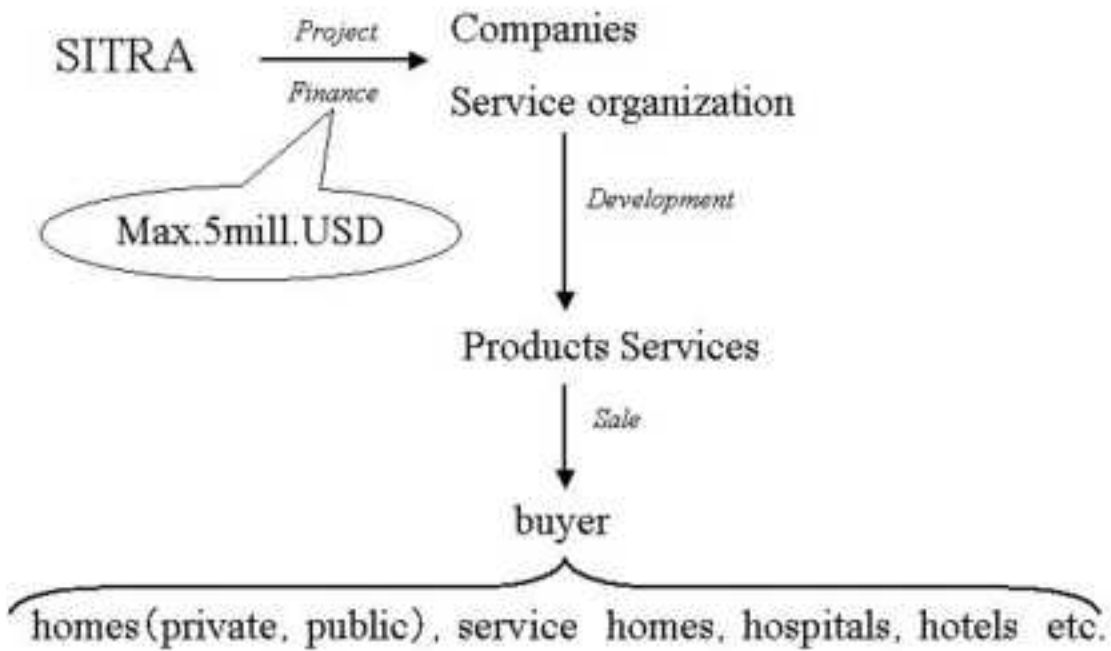 SITRA
Project
Finance
Companies
Service organization
Max.5mill.USD
Development
Products Services
Sale
buyer
homes(private, public), service homes, hospitals, hotels etc.